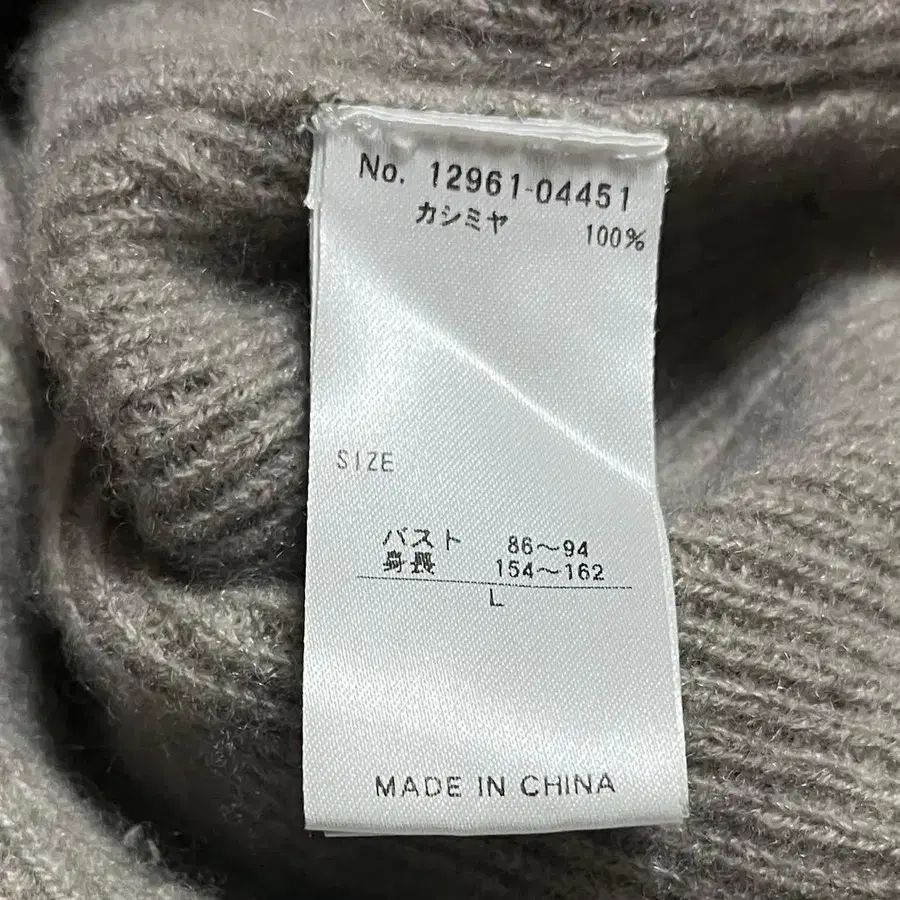 No. 12961-04451
カシミヤ 100%
SIZE
バスト 86～94
身長 154～162
L
MADE IN CHINA